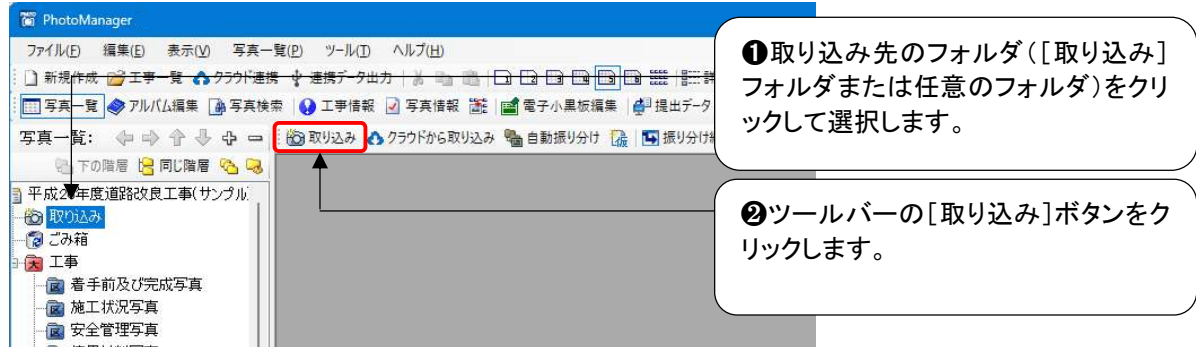 PhotoManager
ファイル(F) 編集(E) 表示(V) 写真一覧(P) ツール(T) ヘルプ(H)
新規作成 工事一覧 クラウド連携 連携データ出力
写真一覧 アルバム編集 写真検索 工事情報 写真情報 電子小黒板編集 提出データ
写真一覧: 取り込み クラウドから取り込み 自動振り分け 振り分け
下の階層 同じ階層
年度道路改良工事(サンプル)
取り込み
ごみ箱
工事
着手前及び完成写真
施工状況写真
安全管理写真
❶取り込み先のフォルダ([取り込み]
フォルダまたは任意のフォルダ)をクリ
ックして選択します。
❷ツールバーの[取り込み]ボタンをク
リックします。